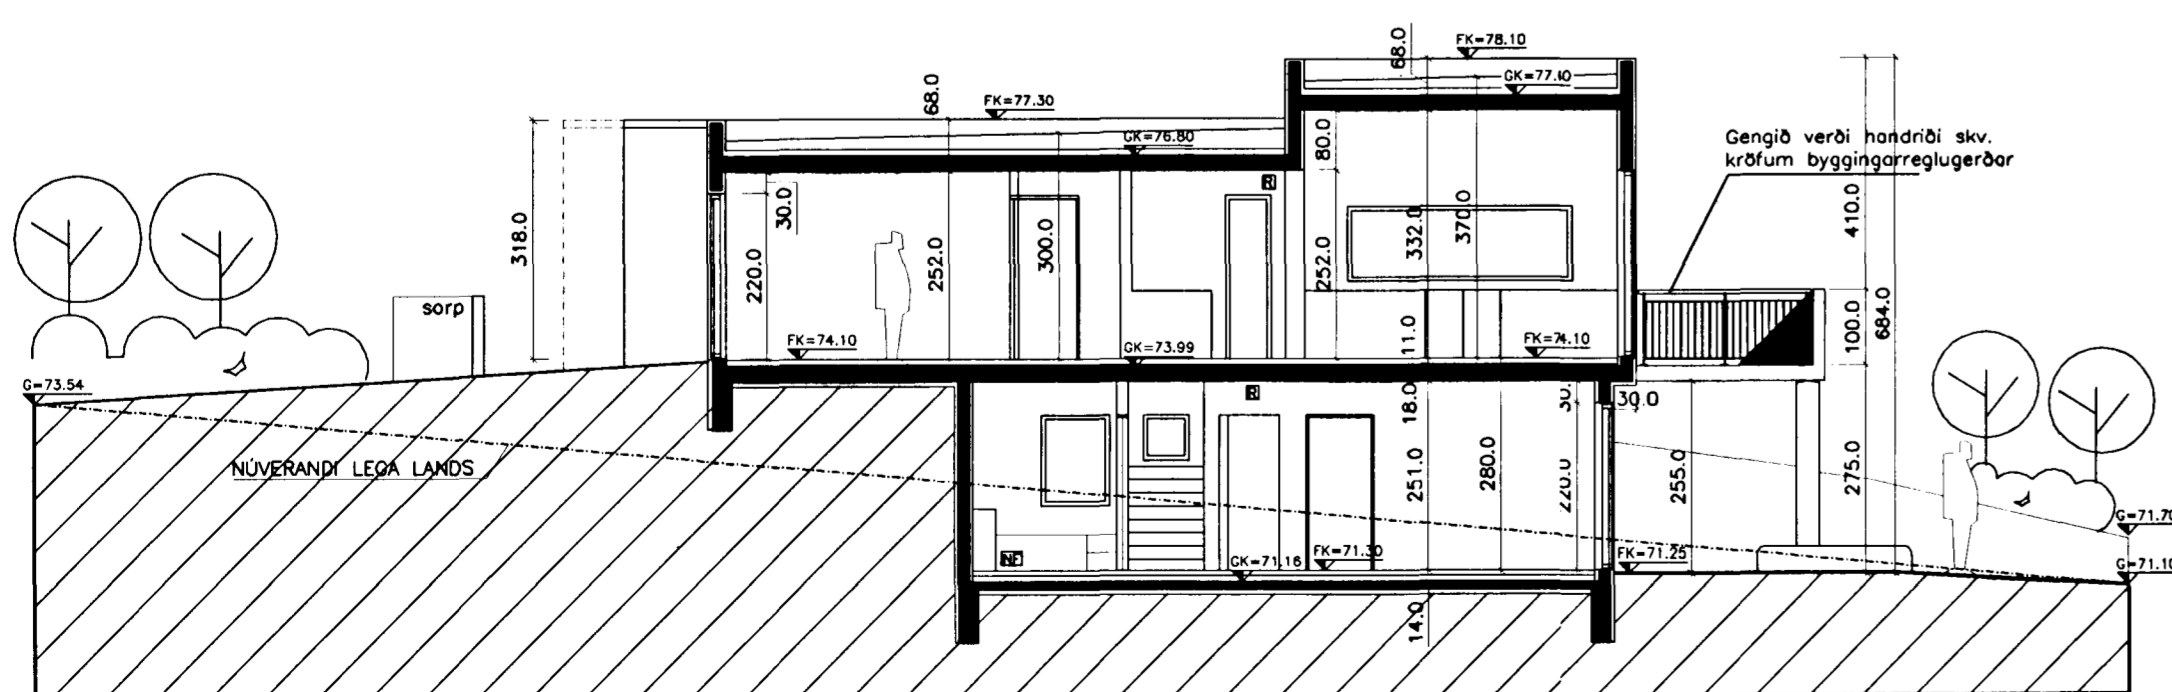 68.0
FK=78.10
GK=77.10
68.0
FK=77.30
GK=76.80
80.0
Gengið verði handriði skv.
kröfum byggingarreglugerðar
318.0
30.0
220.0
252.0
300.0
R
252.0
332.0
370.0
410.0
sorp
FK=74.10
GK=73.99
11.0
FK=74.10
100.0
684.0
G=73.54
R
18.0
30.
30.0
NÚVERANDI LEGA LANDS
251.0
280.0
220.0
255.0
275.0
G=71.70
NF
GK=71.16
FK=71.30
FK=71.25
G=71.10
14.0